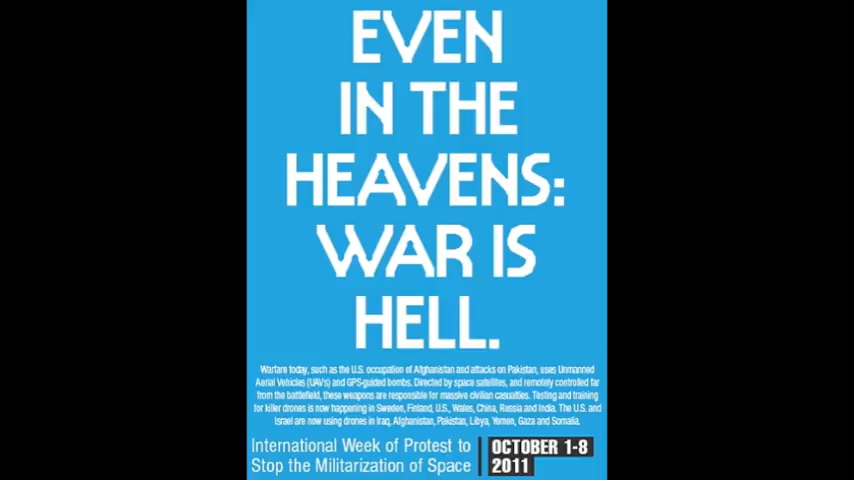 EVEN
IN THE
HEAVENS:
WAR IS
HELL.
Warfare today, such as the U.S. occupation of Afghanistan and attacks on Pakistan, uses Unmanned
Aerial Vehicles (UAV's) and GPS-guided bombs. Directed by space satellites, and remotely controlled far
from the battlefield, these weapons are responsible for massive civilian casualties. Testing and training
for killer drones is now happening in Sweden, Finland, U.S., Wales, China, Russia and India. The U.S. and
Israel are now using drones in Iraq, Afghanistan, Pakistan, Libya, Yemen, Gaza and Somalia.
International Week of Protest to
Stop the Militarization of Space
OCTOBER 1-8
2011